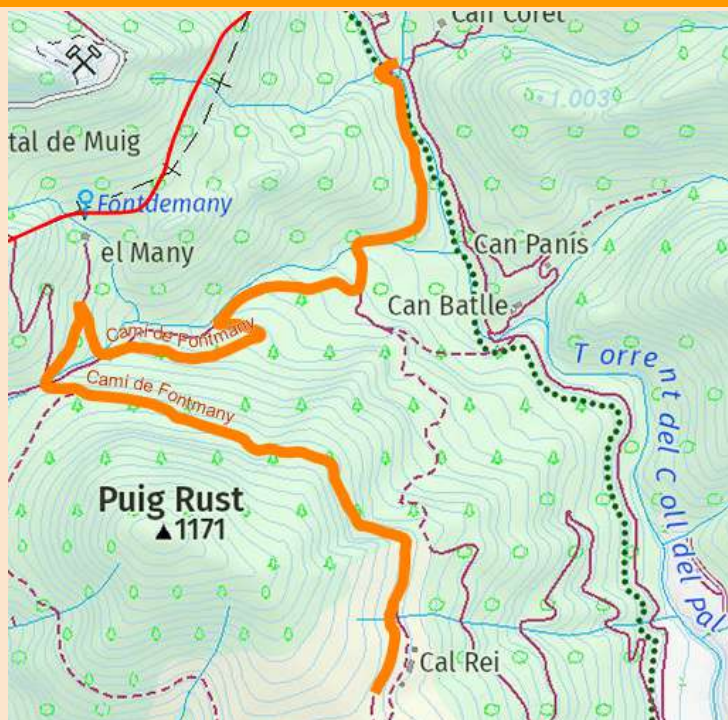 Can Coret
1.003
tal de Muig
Fontdemany
el Many
Can Panís
Can Batlle
Camí de Fontmany
Camí de Fontmany
Torrent del Coll del Pal
Puig Rust
1171
Cal Rei